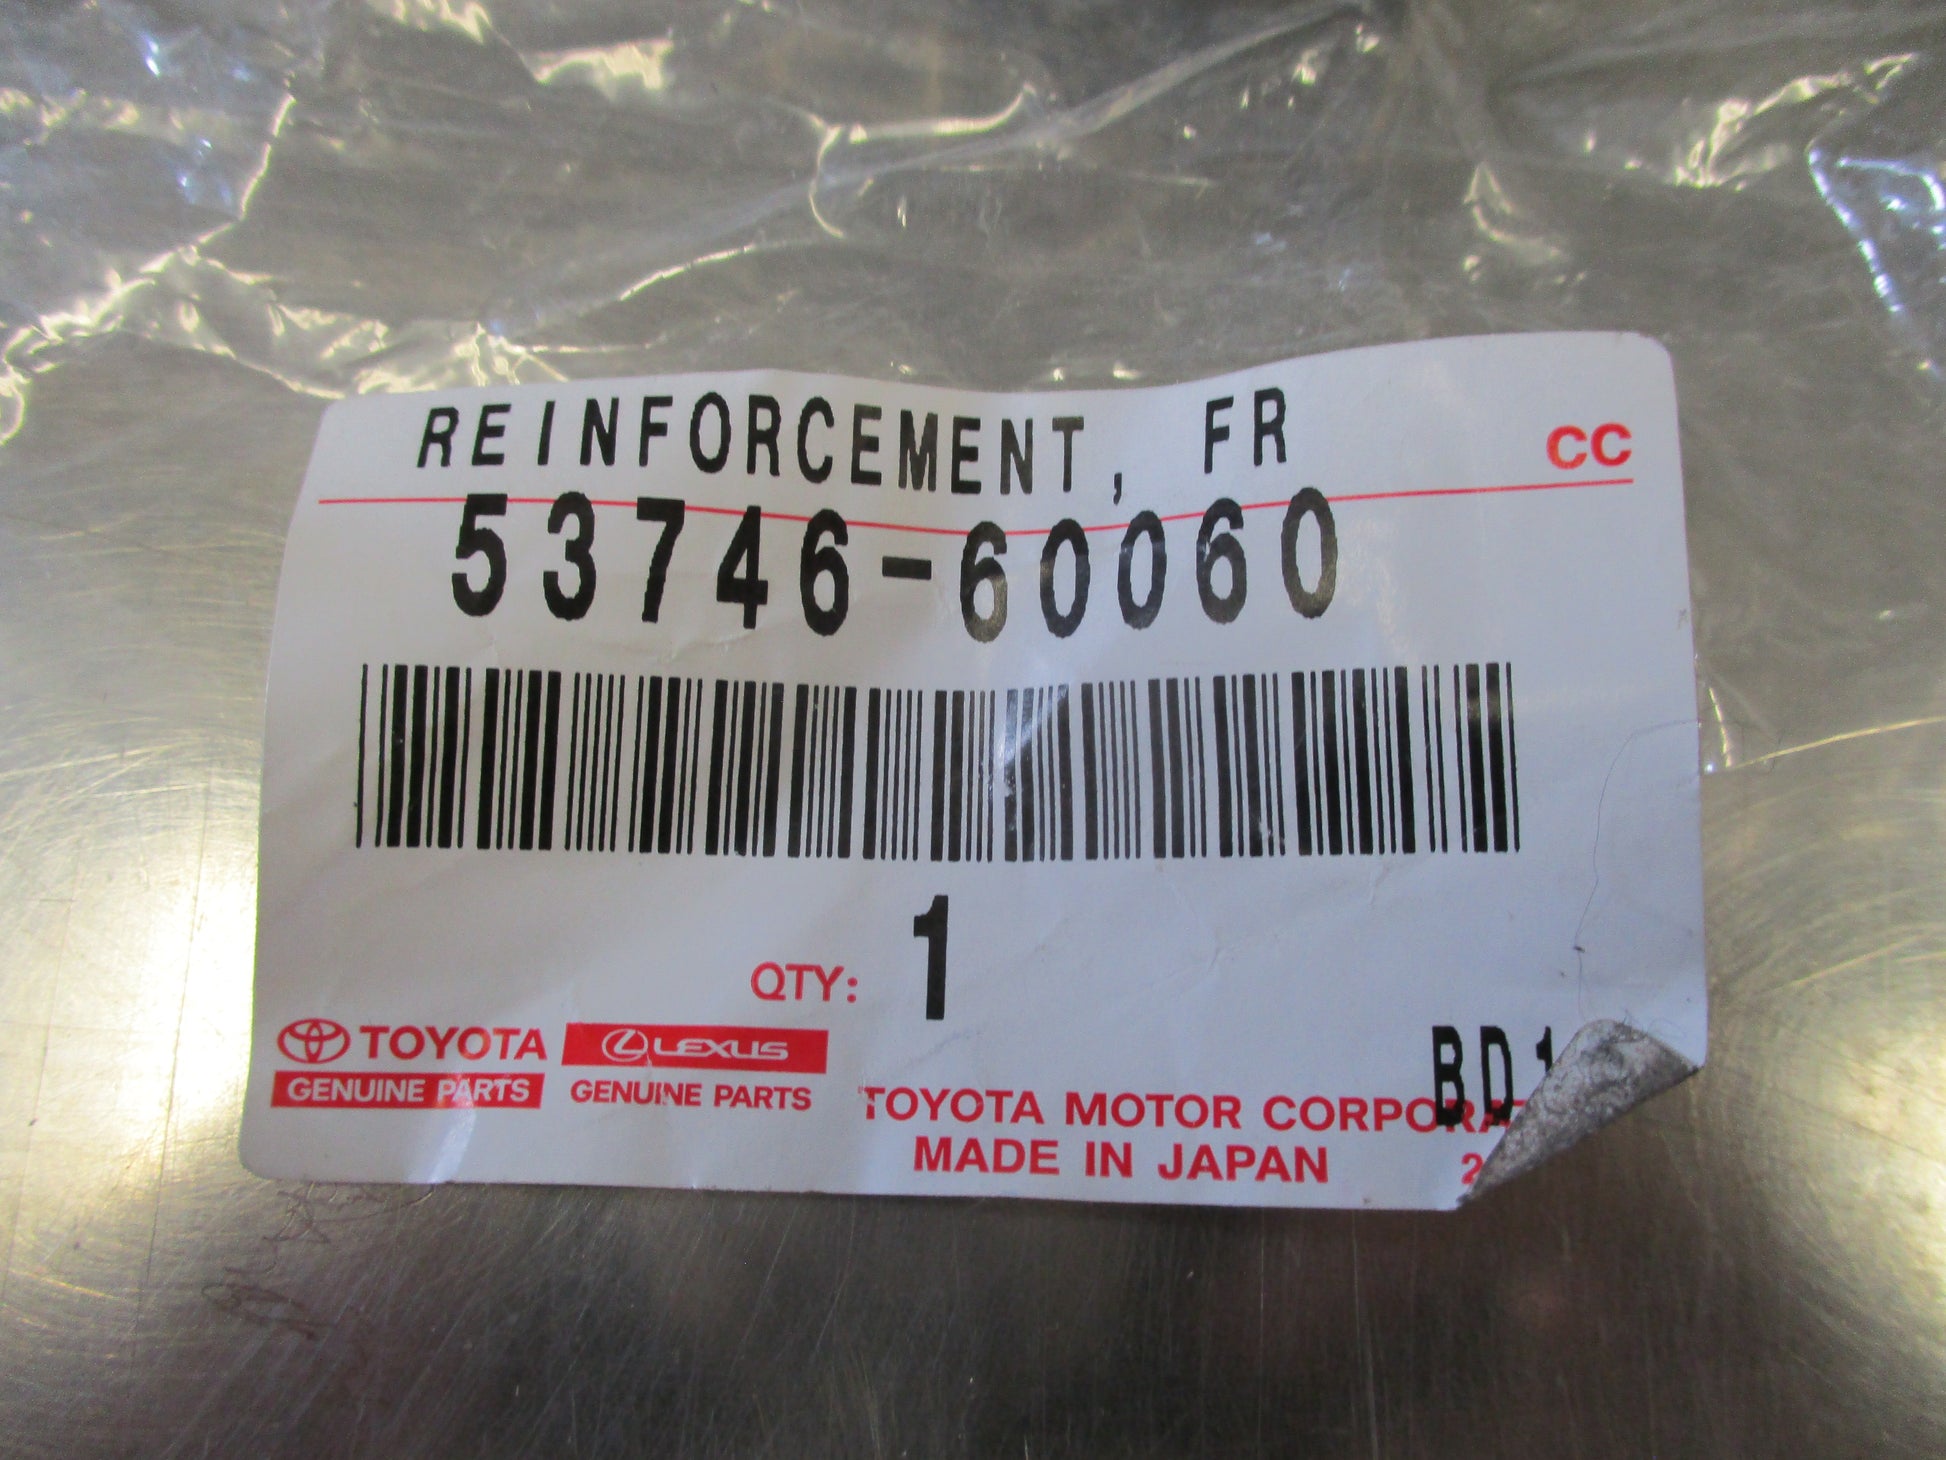 REINFORCEMENT, FR
CC
53746-60060
QTY: 1
TOYOTA
GENUINE PARTS
LEXUS
GENUINE PARTS
BD1
TOYOTA MOTOR
MADE IN JAPAN